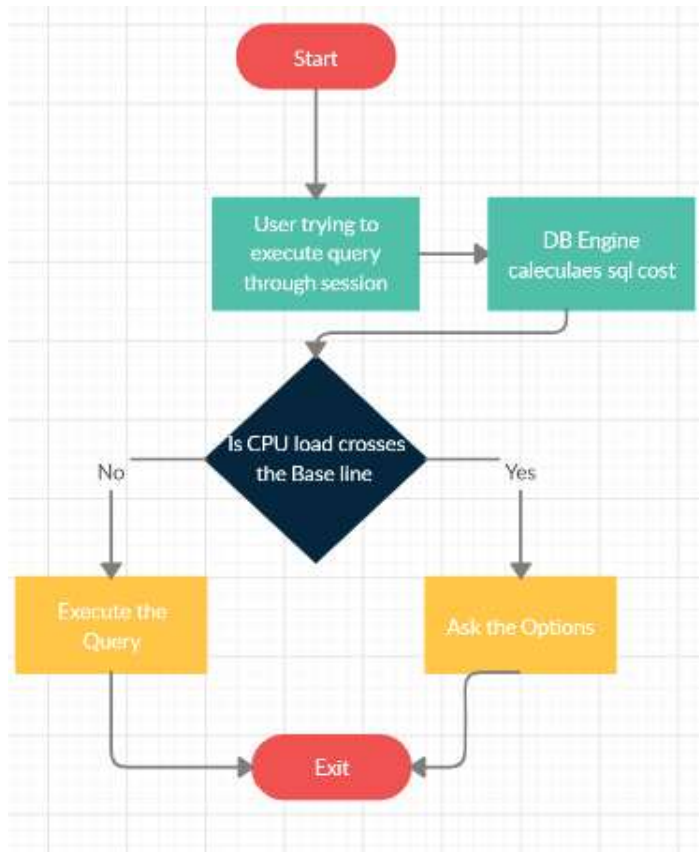 Start
User trying to
execute query
through session
DB Engine
caleculaes sql cost
Is CPU load crosses
the Base line
No
Yes
Execute the
Query
Ask the Options
Exit